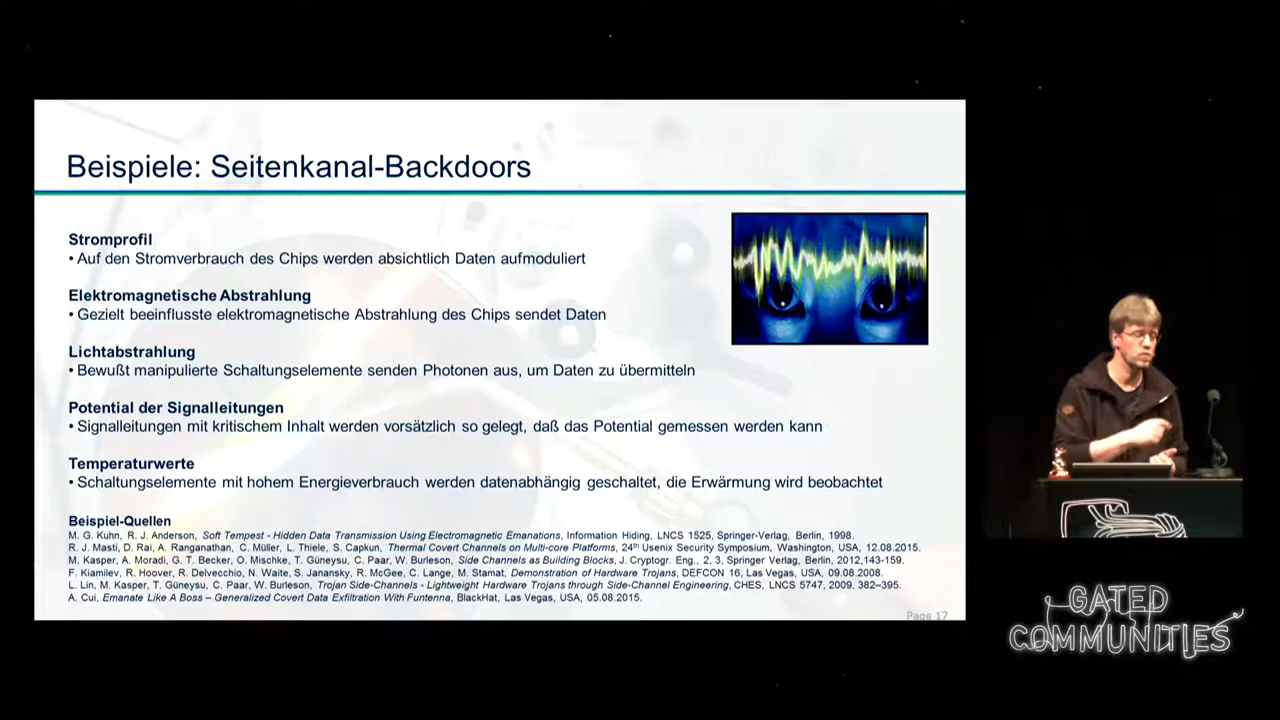 Beispiele: Seitenkanal-Backdoors
Stromprofil
• Auf den Stromverbrauch des Chips werden absichtlich Daten aufmoduliert
Elektromagnetische Abstrahlung
• Gezielt beeinflusste elektromagnetische Abstrahlung des Chips sendet Daten
Lichtabstrahlung
• Bewußt manipulierte Schaltungselemente senden Photonen aus, um Daten zu übermitteln
Potential der Signalleitungen
• Signalleitungen mit kritischem Inhalt werden vorsätzlich so gelegt, daß das Potential gemessen werden kann
Temperaturwerte
• Schaltungselemente mit hohem Energieverbrauch werden datenabhängig geschaltet, die Erwärmung wird beobachtet
Beispiel-Quellen
M. G. Kuhn, R. J. Anderson, Soft Tempest - Hidden Data Transmission Using Electromagnetic Emanations, Information Hiding, LNCS 1525, Springer-Verlag, Berlin, 1998.
R. J. Masti, D. Rai, A. Ranganathan, C. Müller, L. Thiele, S. Capkun, Thermal Covert Channels on Multi-core Platforms, 24th Usenix Security Symposium, Washington, USA, 12.08.2015.
M. Kasper, A. Moradi, G. T. Becker, O. Mischke, T. Güneysu, C. Paar, W. Burleson, Side Channels as Building Blocks, J. Cryptogr. Eng., 2, 3, Springer Verlag, Berlin, 2012,143-159.
F. Kiamilev, R. Hoover, R. Delvecchio, N. Waite, S. Janansky, R. McGee, C. Lange, M. Stamat, Demonstration of Hardware Trojans, DEFCON 16, Las Vegas, USA, 09.08.2008.
L. Lin, M. Kasper, T. Güneysu, C. Paar, W. Burleson, Trojan Side-Channels - Lightweight Hardware Trojans through Side-Channel Engineering, CHES, LNCS 5747, 2009, 382–395.
A. Cui, Emanate Like A Boss – Generalized Covert Data Exfiltration With Funtenna, BlackHat, Las Vegas, USA, 05.08.2015.
Page 17
GATED
COMMUNITIES